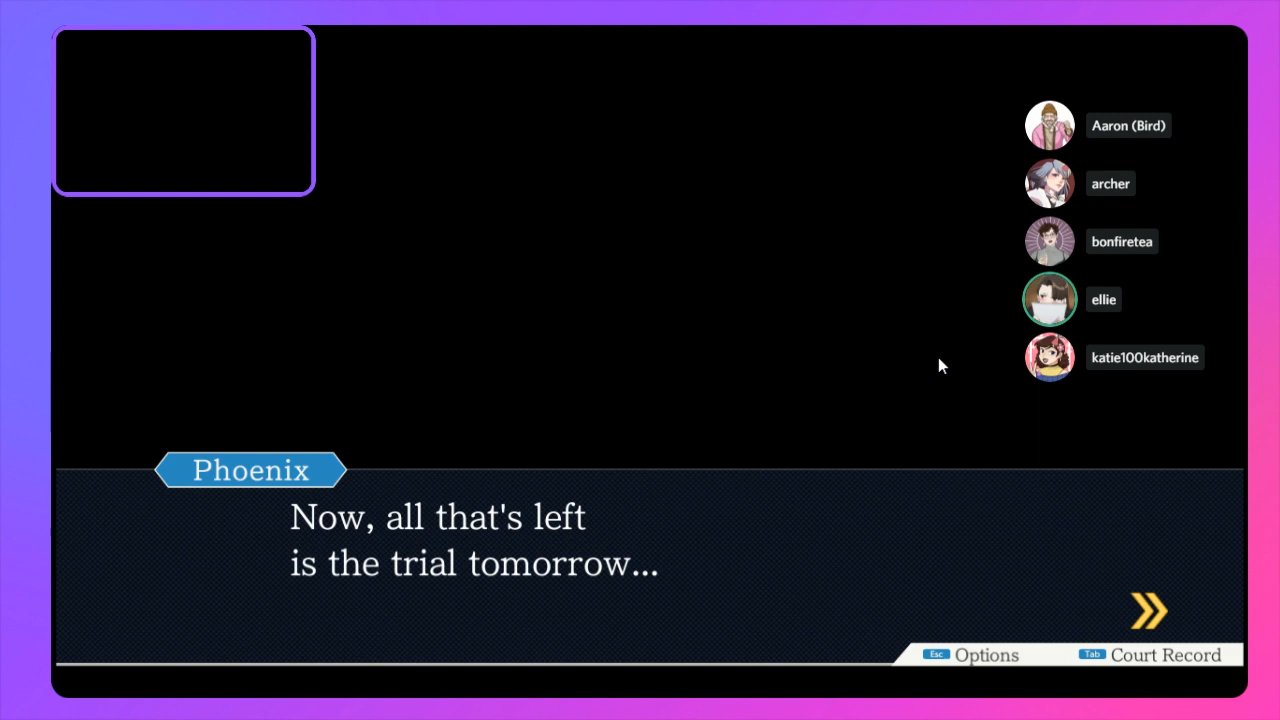 Aaron (Bird)
archer
bonfiretea
ellie
katie100katherine
Phoenix
Now, all that's left
is the trial tomorrow...
Esc Options Tab Court Record